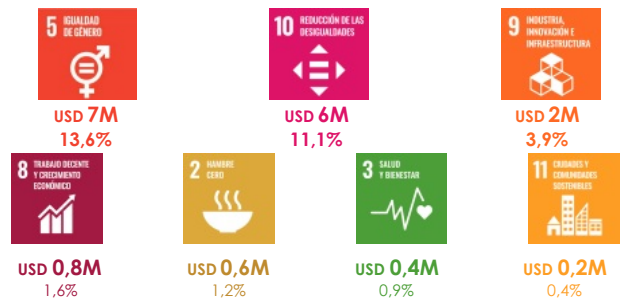 5 IGUALDAD
DE GÉNERO
USD 7M
13,6%
10 REDUCCIÓN DE LAS
DESIGUALDADES
USD 6M
11,1%
9 INDUSTRIA,
INNOVACIÓN E
INFRAESTRUCTURA
USD 2M
3,9%
8 TRABAJO DECENTE
Y CRECIMIENTO
ECONÓMICO
USD 0,8M
1,6%
2 HAMBRE
CERO
USD 0,6M
1,2%
3 SALUD
Y BIENESTAR
USD 0,4M
0,9%
11 CIUDADES Y
COMUNIDADES
SOSTENIBLES
USD 0,2M
0,4%